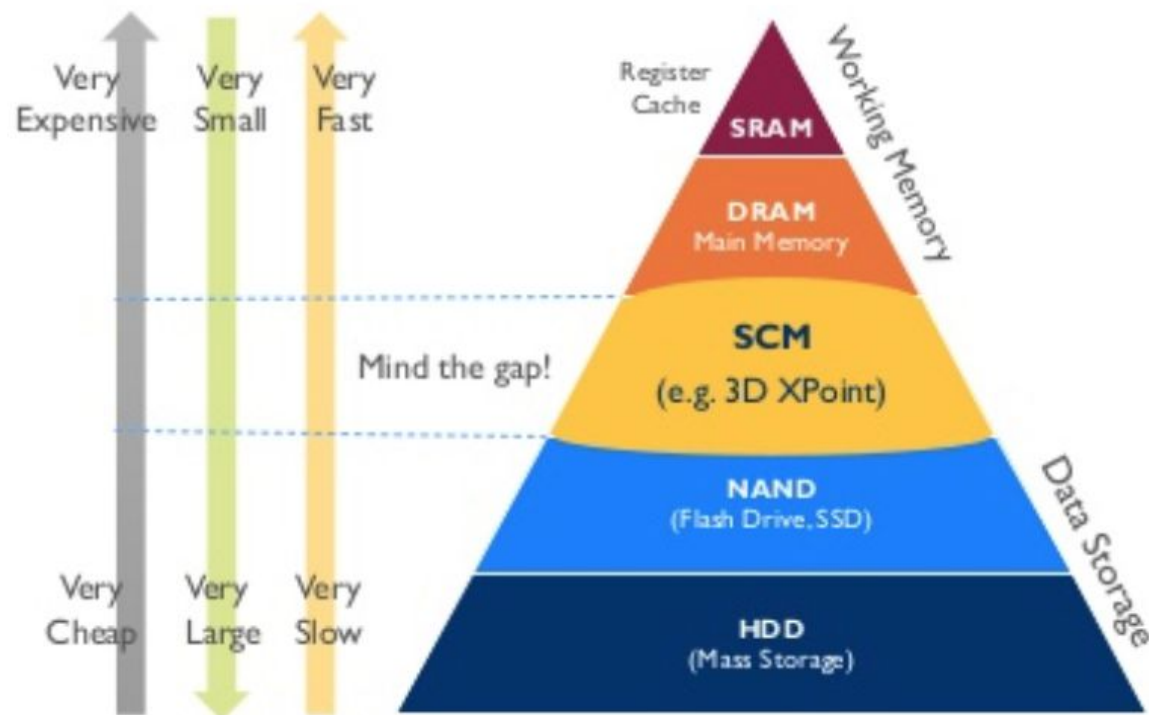 Very
Expensive
Very
Small
Very
Fast
Register
Cache
SRAM
Working Memory
DRAM
Main Memory
Mind the gap!
SCM
(e.g. 3D XPoint)
NAND
(Flash Drive, SSD)
Data Storage
Very
Cheap
Very
Large
Very
Slow
HDD
(Mass Storage)